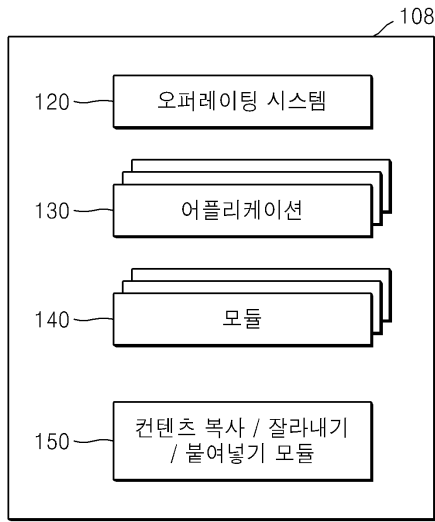 108
120
오퍼레이팅 시스템
130
어플리케이션
140
모듈
150
컨텐츠 복사 / 잘라내기
/ 붙여넣기 모듈